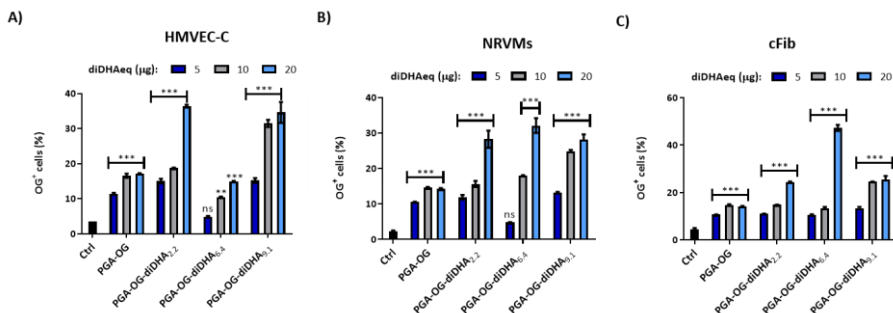 A)
HMVEC-C
diDHAeq (µg): 5 10 20
OG⁺ cells (%)
40
30
20
10
0
***
***
ns
**
***
***
Ctrl
PGA-OG
PGA-OG-diDHA₂.₂
PGA-OG-diDHA₆.₄
PGA-OG-diDHA₉.₁
B)
NRVMs
diDHAeq (µg): 5 10 20
OG⁺ cells (%)
40
30
20
10
0
***
***
ns
***
***
Ctrl
PGA-OG
PGA-OG-diDHA₂.₂
PGA-OG-diDHA₆.₄
PGA-OG-diDHA₉.₁
C)
cFib
diDHAeq (µg): 5 10 20
OG⁺ cells (%)
60
40
20
0
***
***
***
***
Ctrl
PGA-OG
PGA-OG-diDHA₂.₂
PGA-OG-diDHA₆.₄
PGA-OG-diDHA₉.₁